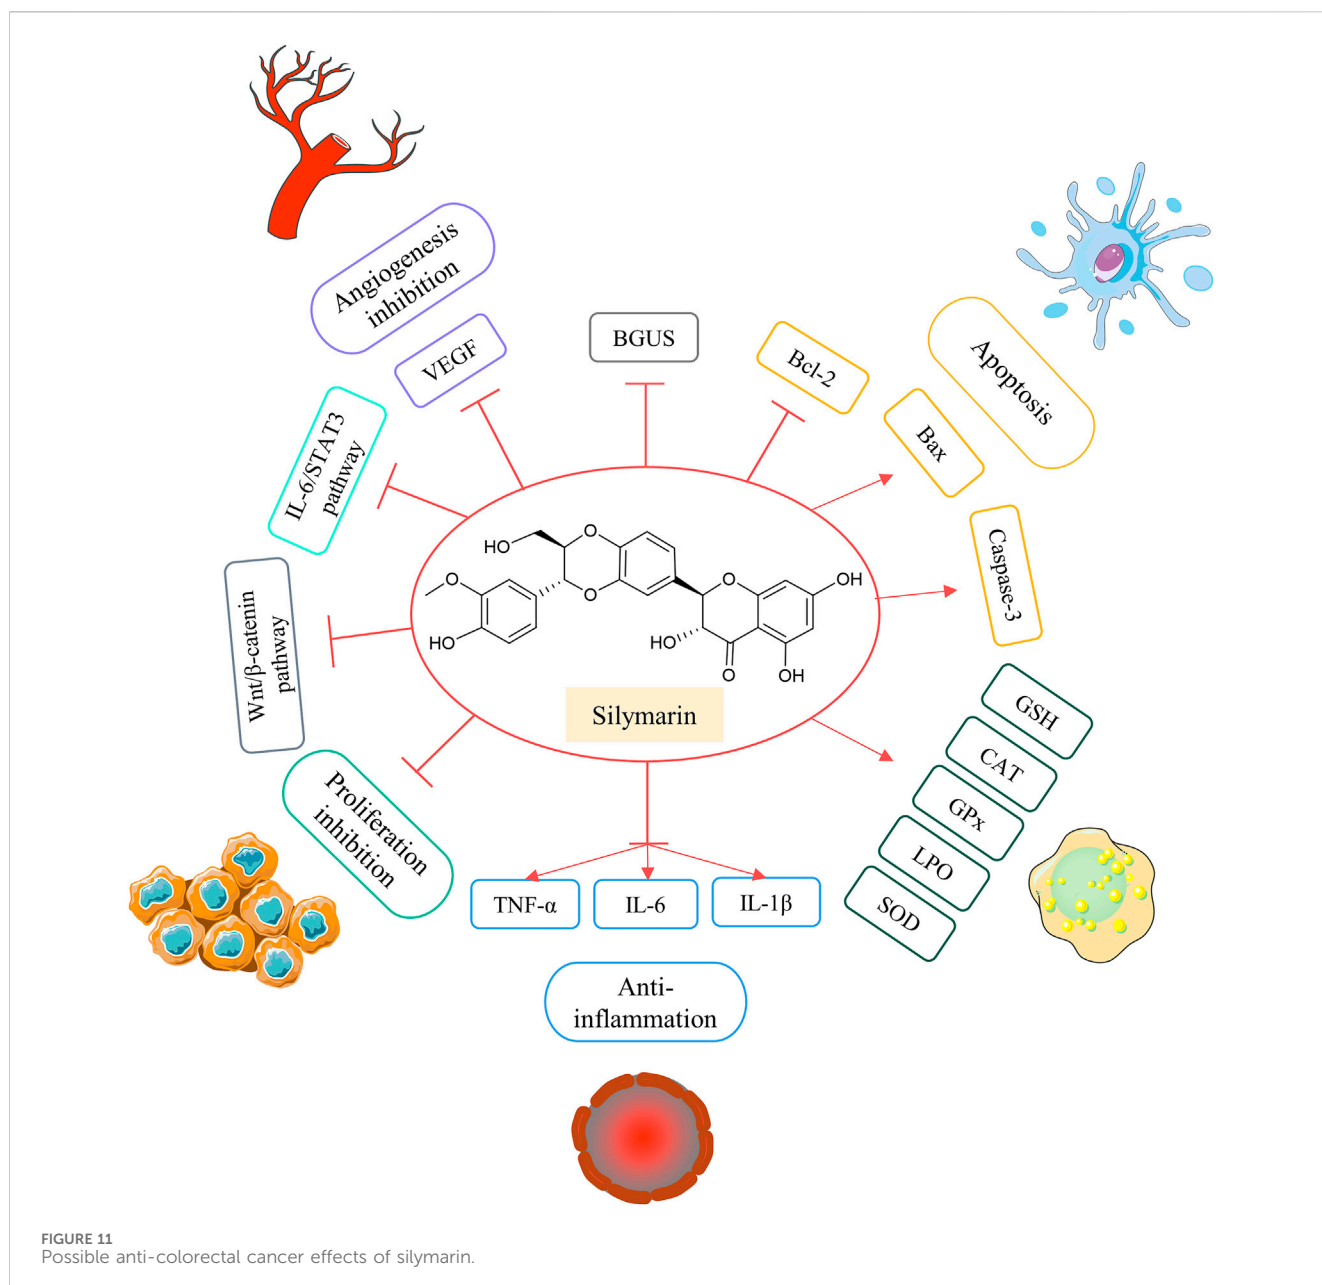 Angiogenesis
inhibition
VEGF
BGUS
Bcl-2
Bax
Apoptosis
Caspase-3
IL-6/STAT3
pathway
Wnt/β-catenin
pathway
HO
O
O
O
HO
O
OH
HO
O
OH
Silymarin
GSH
CAT
GPx
LPO
SOD
Proliferation
inhibition
TNF-α
IL-6
IL-1β
Anti-
inflammation
FIGURE 11
Possible anti-colorectal cancer effects of silymarin.